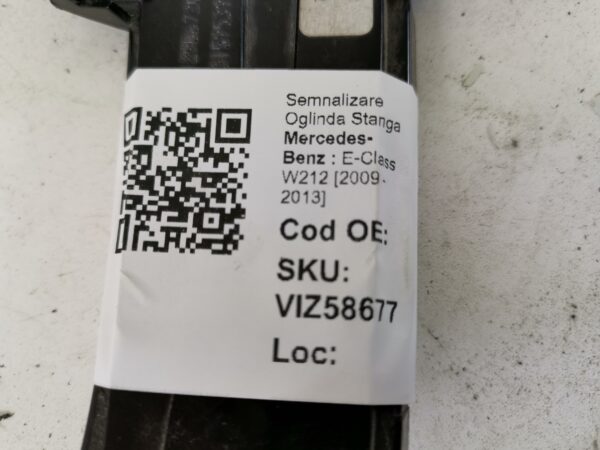 Semnalizare
Oglinda Stanga
Mercedes-
Benz : E-Class
W212 [2009 -
2013]
Cod OE:
SKU:
VIZ58677
Loc: